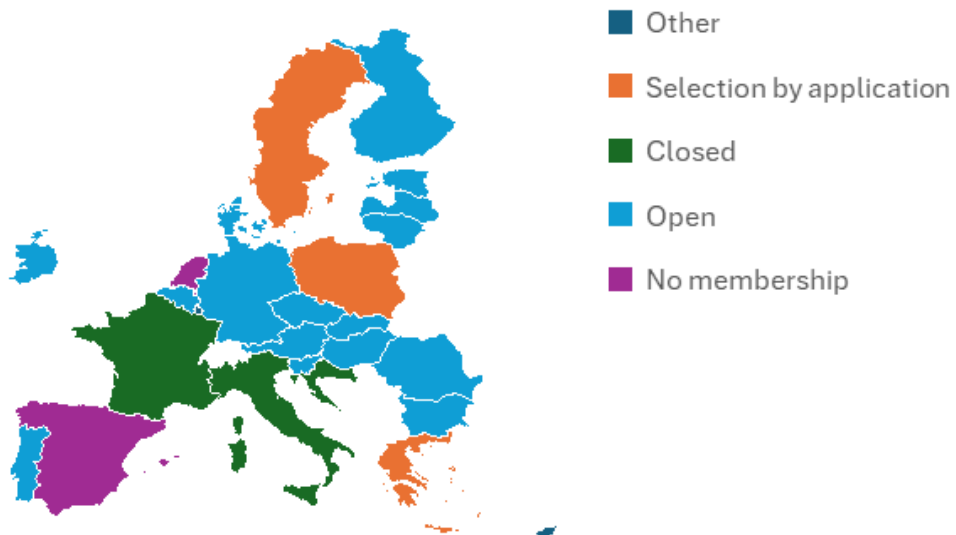 Other
Selection by application
Closed
Open
No membership